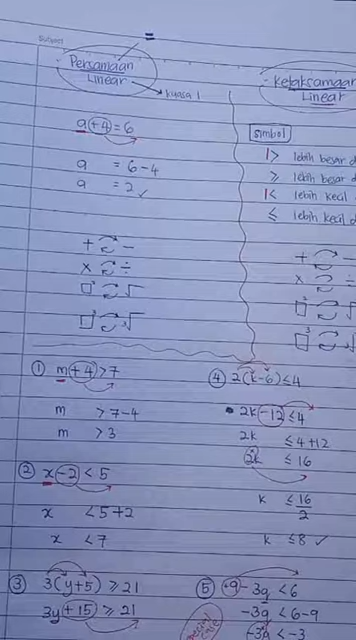 Subject
Persamaan
Linear
kuasa 1
a + 4 = 6
a = 6 - 4
a = 2 ✓
+ ⇄ -
× ⇄ ÷
□² ⇄ √
□³ ⇄ ∛
Ketaksamaan
Linear
simbol
> lebih besar d
≥ lebih besar d
< lebih kecil d
≤ lebih kecil d
+ ⇄ -
× ⇄ ÷
□² ⇄ √
□³ ⇄ √
① m + 4 > 7
m > 7 - 4
m > 3
② x - 2 < 5
x < 5 + 2
x < 7
③ 3(y + 5) ≥ 21
3y + 15 ≥ 21
④ 2(k - 6) ≤ 4
2k - 12 ≤ 4
2k ≤ 4 + 12
2k ≤ 16
k ≤ 16/2
k ≤ 8 ✓
⑤ 9 - 3q < 6
-3q < 6 - 9
-3q < -3